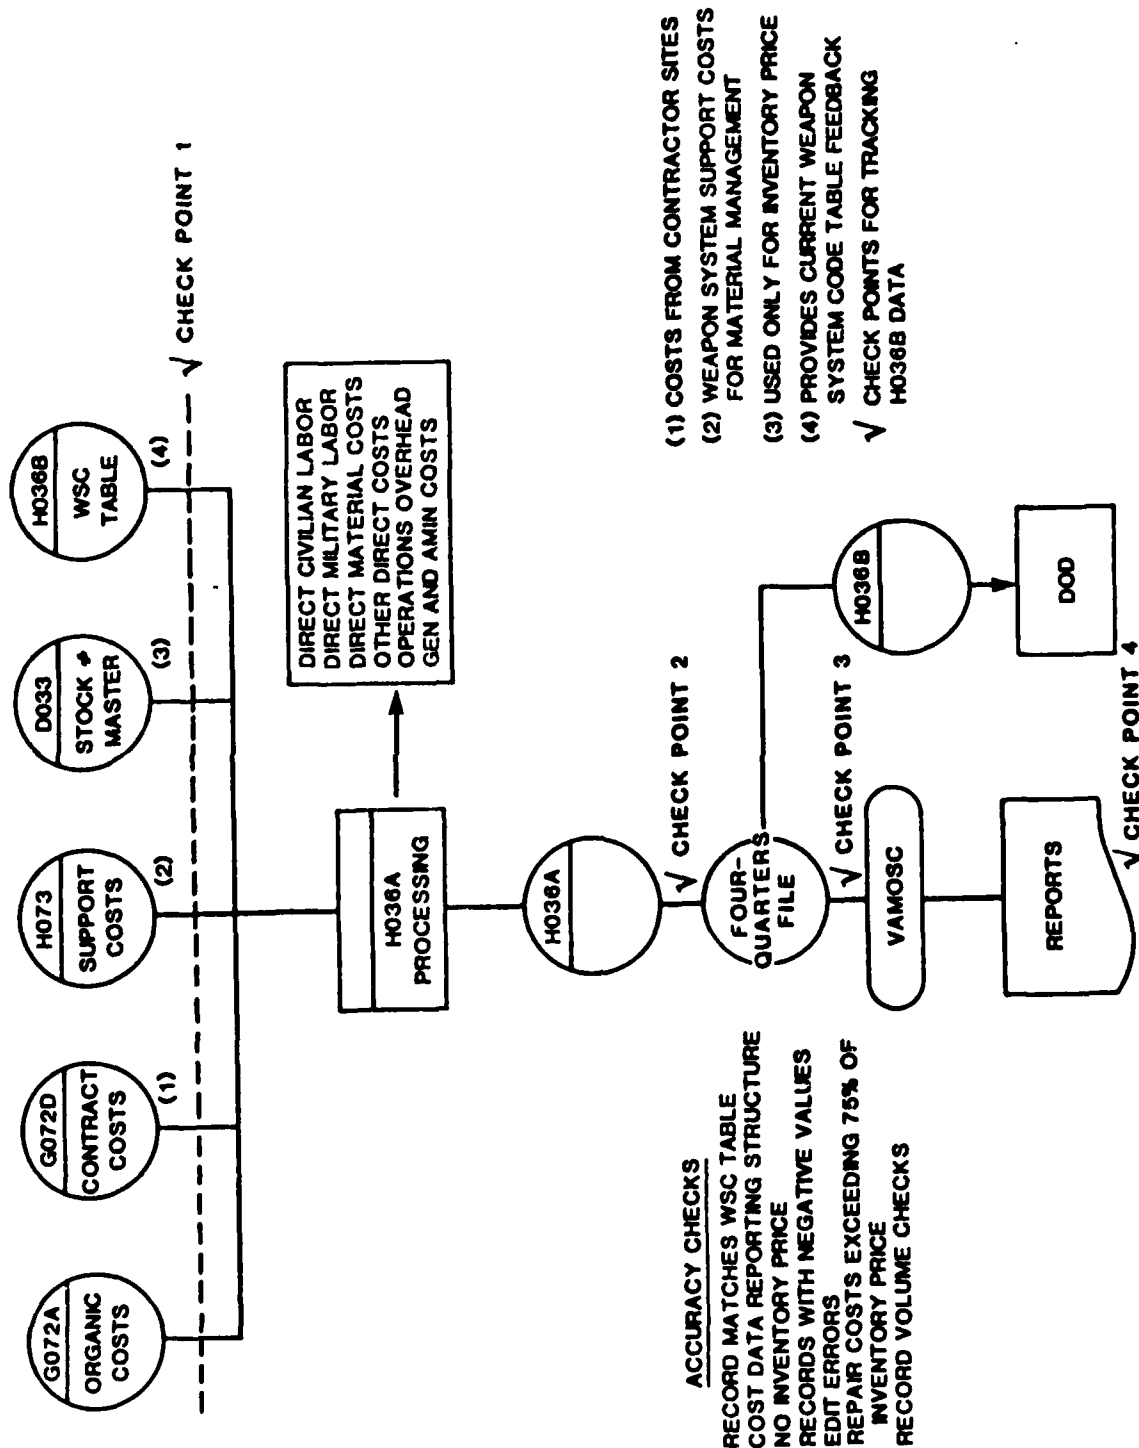 G072A
ORGANIC
COSTS
G072D
CONTRACT
COSTS
(1)
H073
SUPPORT
COSTS
(2)
D033
STOCK #
MASTER
(3)
H036B
WSC
TABLE
(4)
√ CHECK POINT 1
H036A
PROCESSING
DIRECT CIVILIAN LABOR
DIRECT MILITARY LABOR
DIRECT MATERIAL COSTS
OTHER DIRECT COSTS
OPERATIONS OVERHEAD
GEN AND AMIN COSTS
H036A
√ CHECK POINT 2
FOUR-
QUARTERS
FILE
√ CHECK POINT 3
VAMOSC
REPORTS
√ CHECK POINT 4
H036B
DOD
ACCURACY CHECKS
RECORD MATCHES WSC TABLE
COST DATA REPORTING STRUCTURE
NO INVENTORY PRICE
RECORDS WITH NEGATIVE VALUES
EDIT ERRORS
REPAIR COSTS EXCEEDING 75% OF
INVENTORY PRICE
RECORD VOLUME CHECKS
(1) COSTS FROM CONTRACTOR SITES
(2) WEAPON SYSTEM SUPPORT COSTS
FOR MATERIAL MANAGEMENT
(3) USED ONLY FOR INVENTORY PRICE
(4) PROVIDES CURRENT WEAPON
SYSTEM CODE TABLE FEEDBACK
√ CHECK POINTS FOR TRACKING
H036B DATA